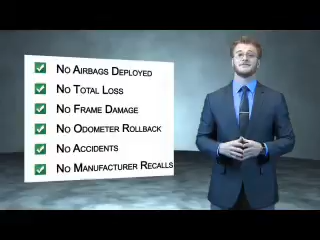 No Airbags Deployed
No Total Loss
No Frame Damage
No Odometer Rollback
No Accidents
No Manufacturer Recalls